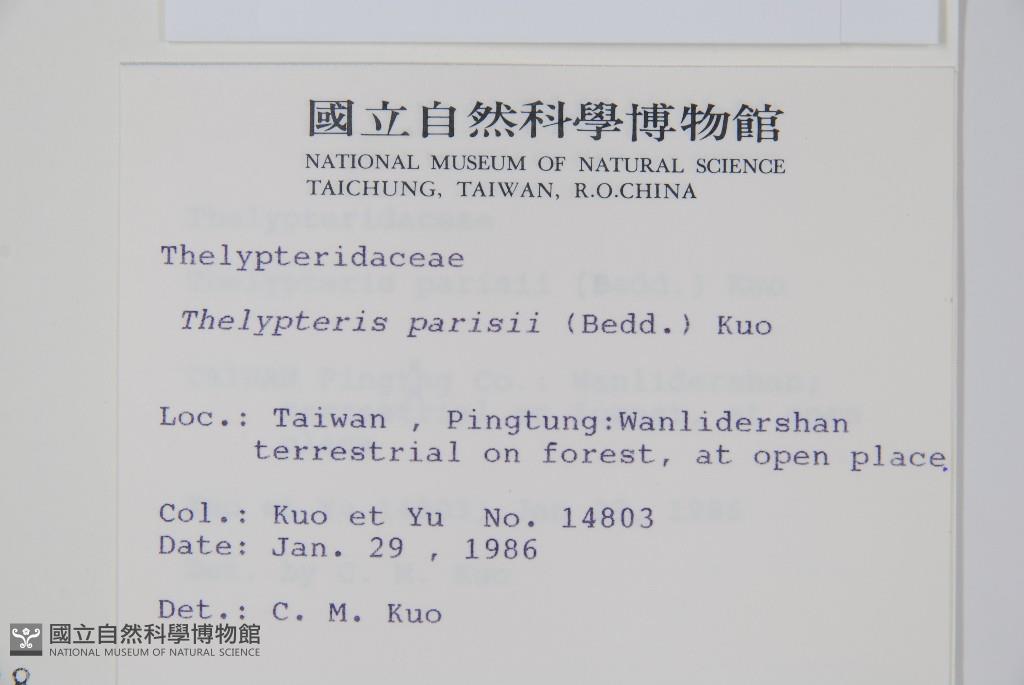 國立自然科學博物館
NATIONAL MUSEUM OF NATURAL SCIENCE
TAICHUNG, TAIWAN, R.O.CHINA
Thelypteridaceae
Thelypteris parisii (Bedd.) Kuo
Loc.: Taiwan , Pingtung:Wanlidershan
terrestrial on forest, at open place.
Col.: Kuo et Yu No. 14803
Date: Jan. 29 , 1986
Det.: C. M. Kuo
國立自然科學博物館
NATIONAL MUSEUM OF NATURAL SCIENCE